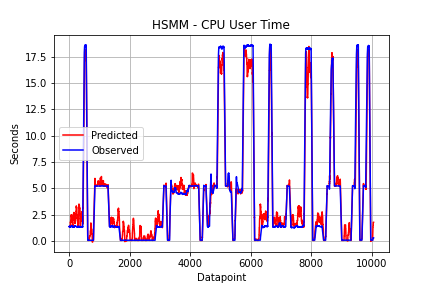 HSMM - CPU User Time
17.5
15.0
12.5
10.0
7.5
5.0
2.5
0.0
Seconds
Predicted
Observed
0 2000 4000 6000 8000 10000
Datapoint